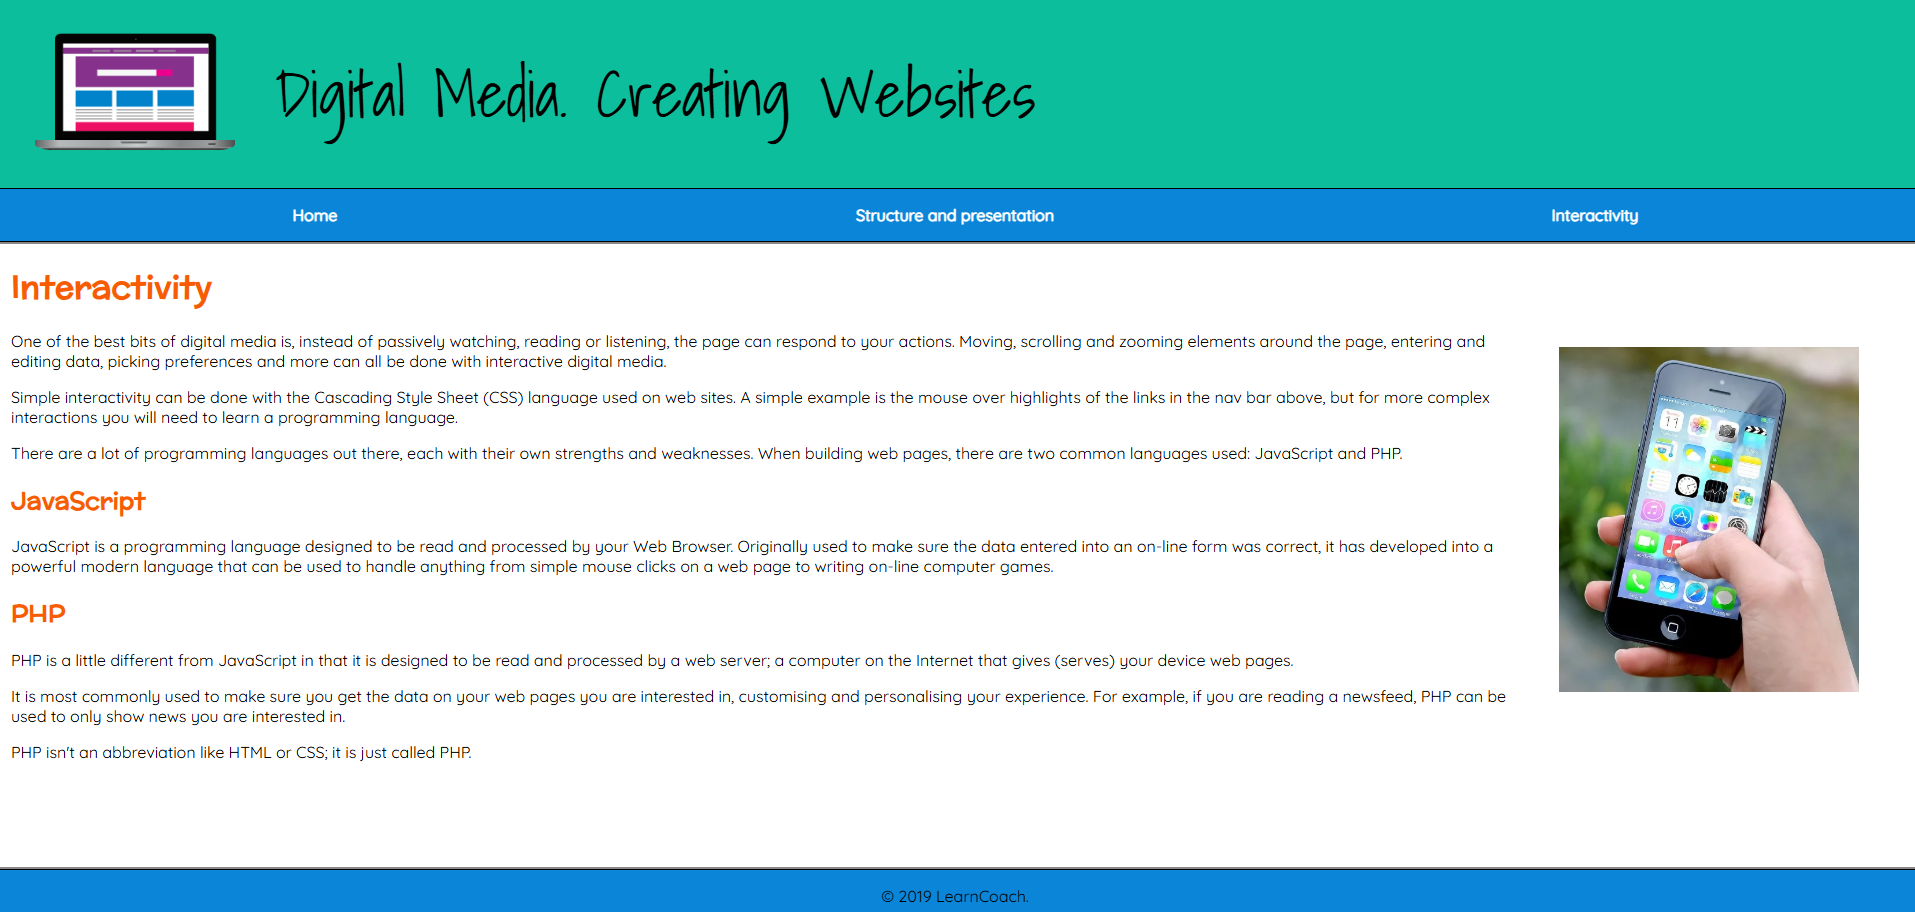 Digital Media. Creating Websites
Home
Structure and presentation
Interactivity
Interactivity
One of the best bits of digital media is, instead of passively watching, reading or listening, the page can respond to your actions. Moving, scrolling and zooming elements around the page, entering and
editing data, picking preferences and more can all be done with interactive digital media.
Simple interactivity can be done with the Cascading Style Sheet (CSS) language used on web sites. A simple example is the mouse over highlights of the links in the nav bar above, but for more complex
interactions you will need to learn a programming language.
There are a lot of programming languages out there, each with their own strengths and weaknesses. When building web pages, there are two common languages used: JavaScript and PHP.
JavaScript
JavaScript is a programming language designed to be read and processed by your Web Browser. Originally used to make sure the data entered into an on-line form was correct, it has developed into a
powerful modern language that can be used to handle anything from simple mouse clicks on a web page to writing on-line computer games.
PHP
PHP is a little different from JavaScript in that it is designed to be read and processed by a web server; a computer on the Internet that gives (serves) your device web pages.
It is most commonly used to make sure you get the data on your web pages you are interested in, customising and personalising your experience. For example, if you are reading a newsfeed, PHP can be
used to only show news you are interested in.
PHP isn't an abbreviation like HTML or CSS; it is just called PHP.
11
© 2019 LearnCoach.